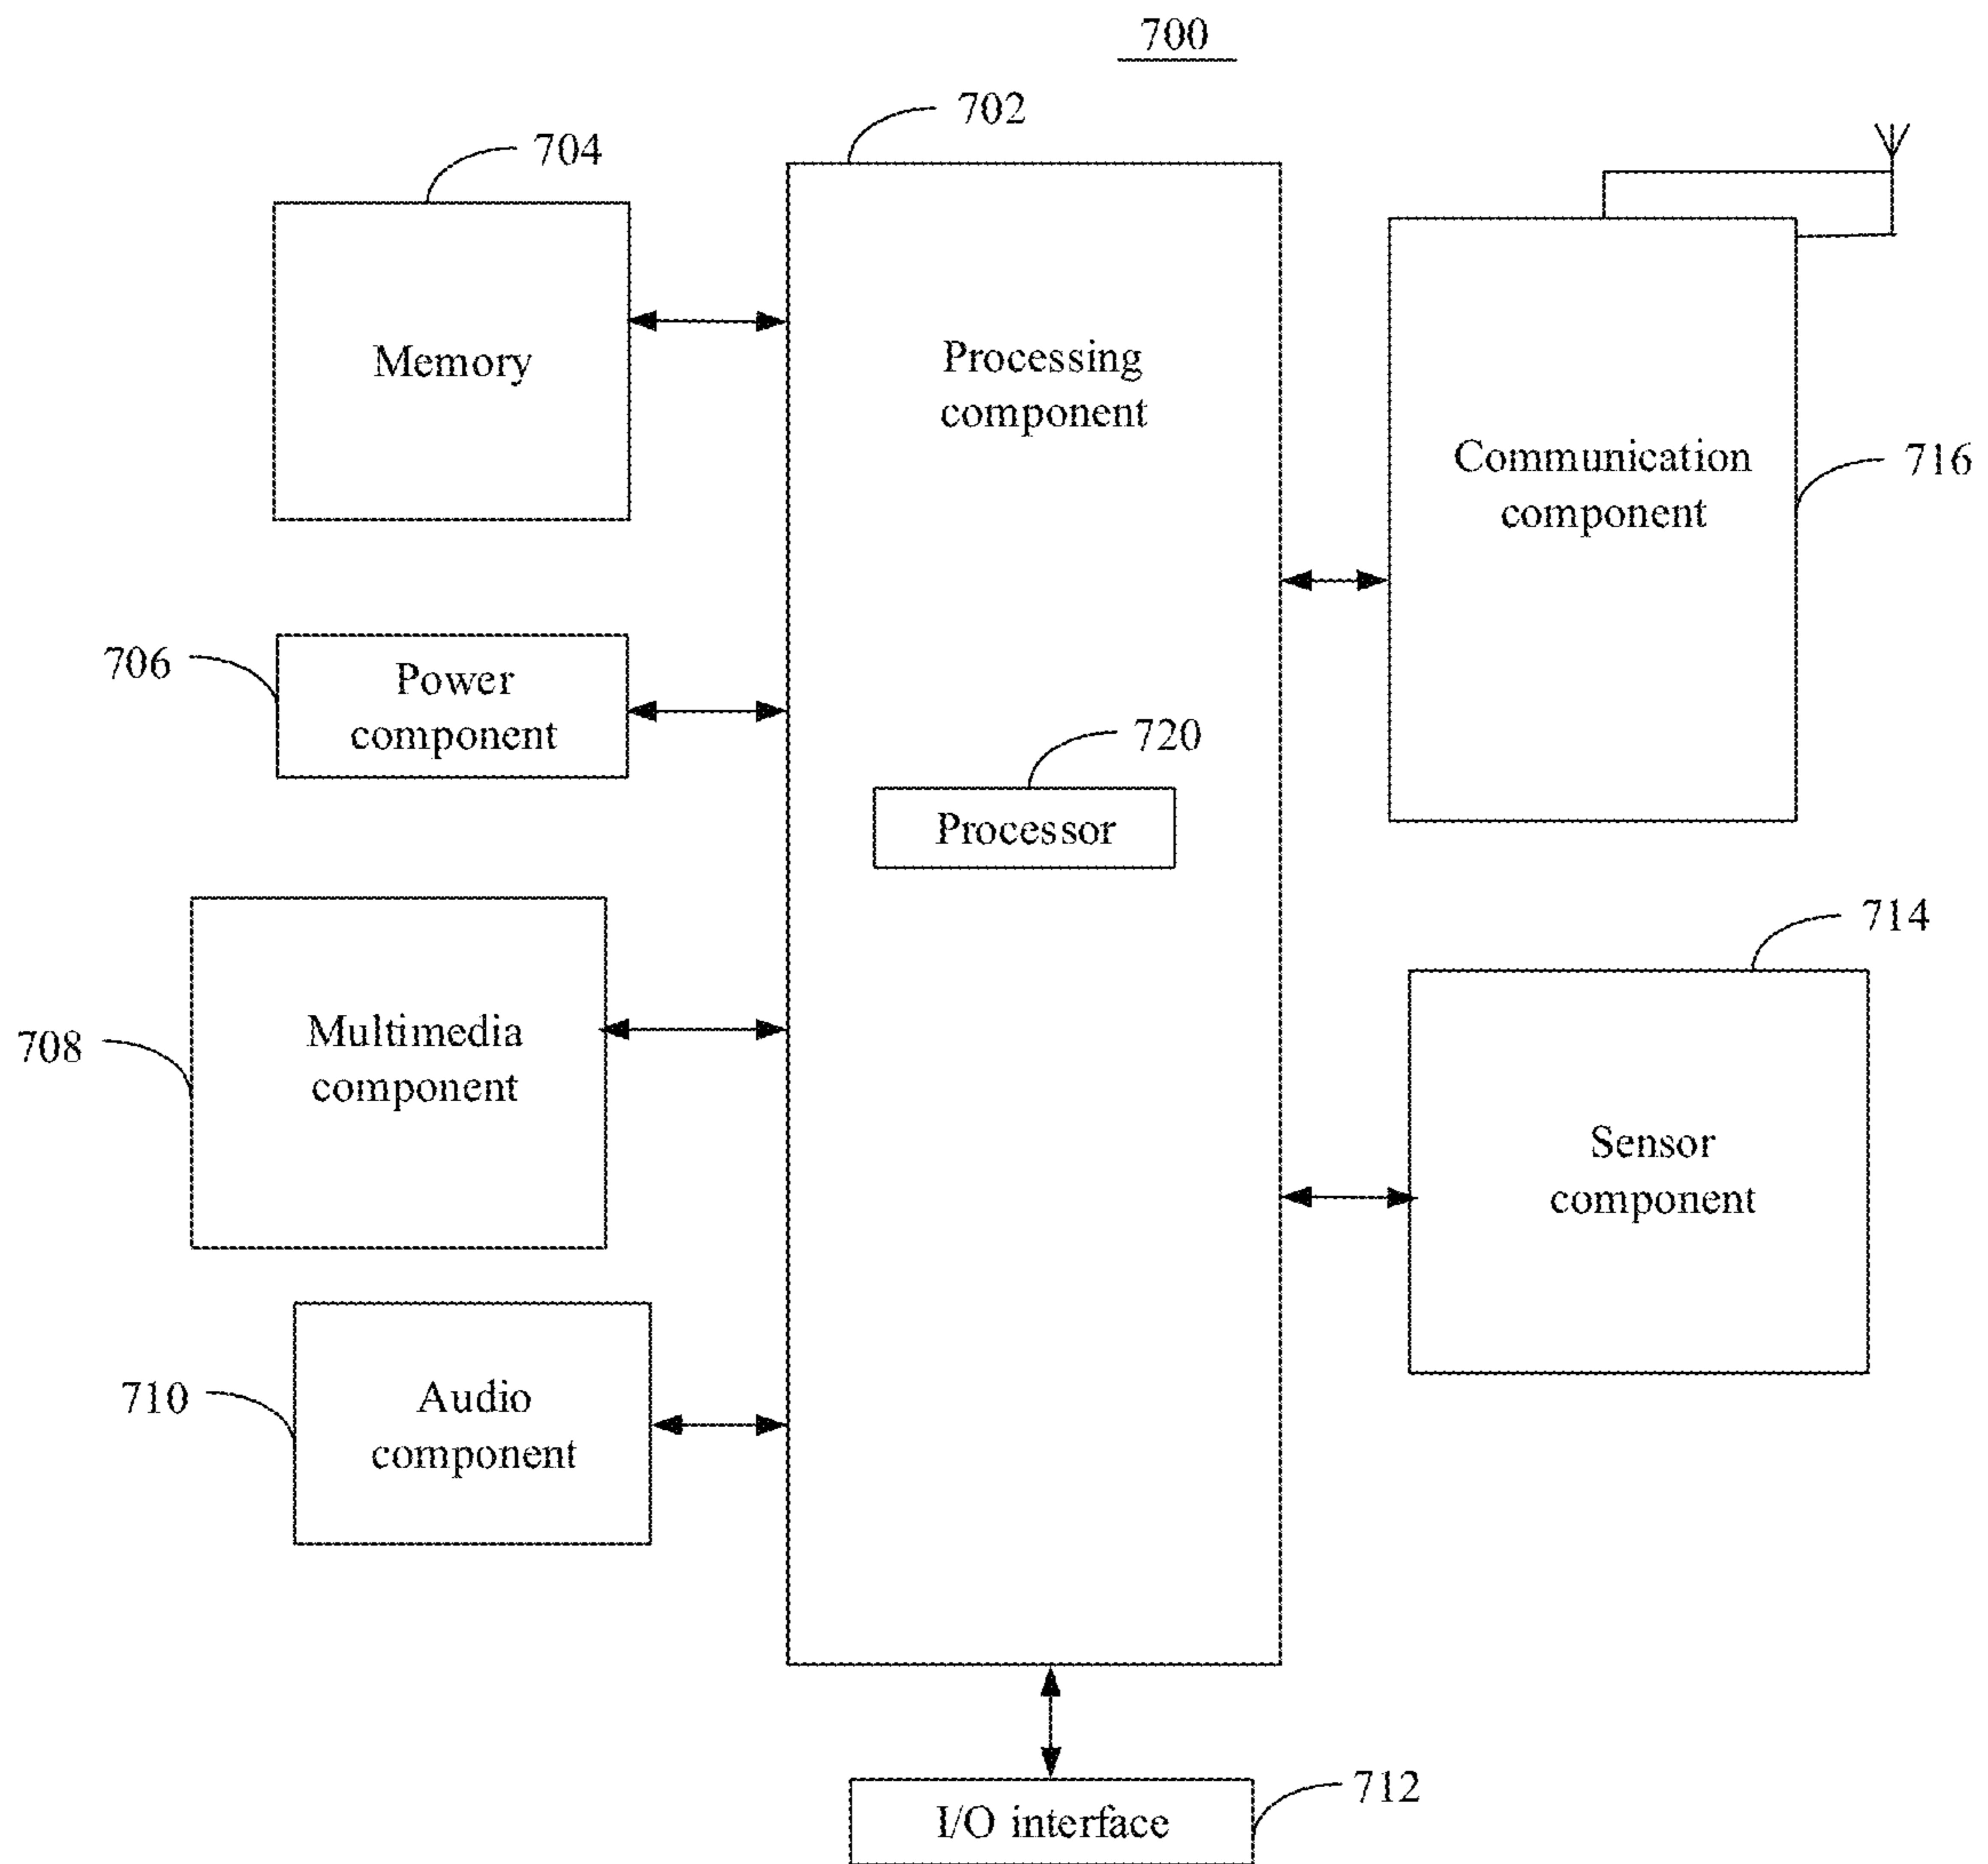 700
702
704
Memory
Processing
component
Communication
component
716
706
Power
component
720
Processor
714
708
Multimedia
component
Sensor
component
710
Audio
component
712
I/O interface